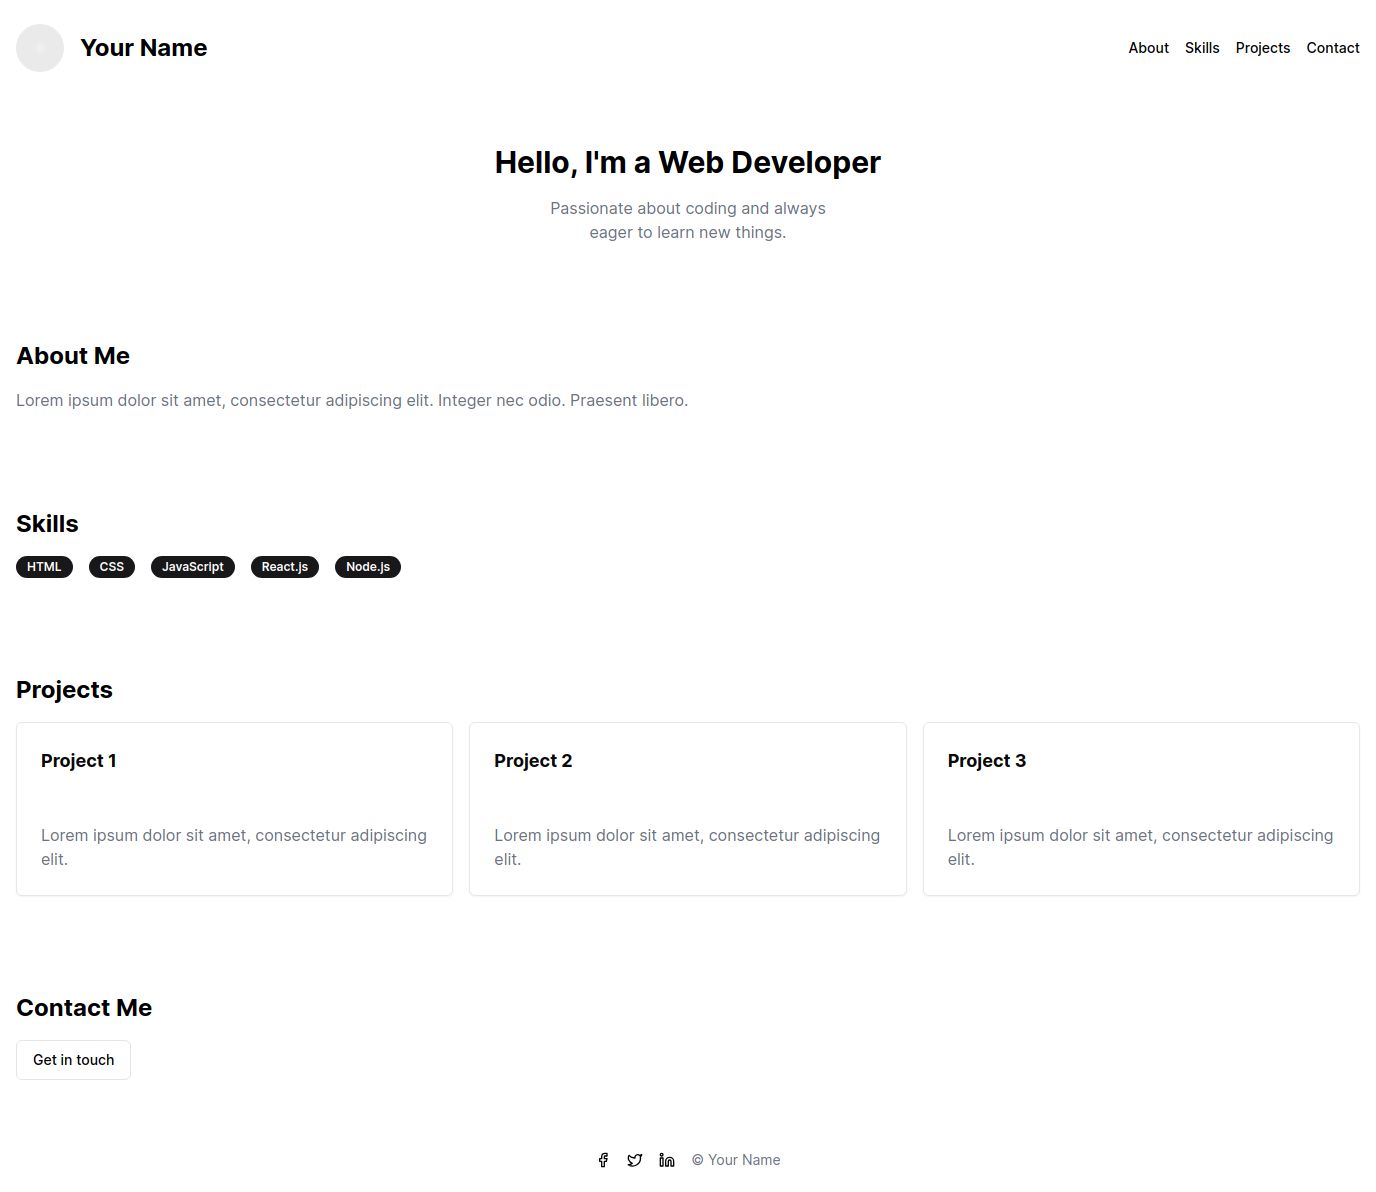 Your Name
About Skills Projects Contact
Hello, I'm a Web Developer
Passionate about coding and always
eager to learn new things.
About Me
Lorem ipsum dolor sit amet, consectetur adipiscing elit. Integer nec odio. Praesent libero.
Skills
HTML CSS JavaScript React.js Node.js
Projects
Project 1
Lorem ipsum dolor sit amet, consectetur adipiscing
elit.
Project 2
Lorem ipsum dolor sit amet, consectetur adipiscing
elit.
Project 3
Lorem ipsum dolor sit amet, consectetur adipiscing
elit.
Contact Me
Get in touch
© Your Name